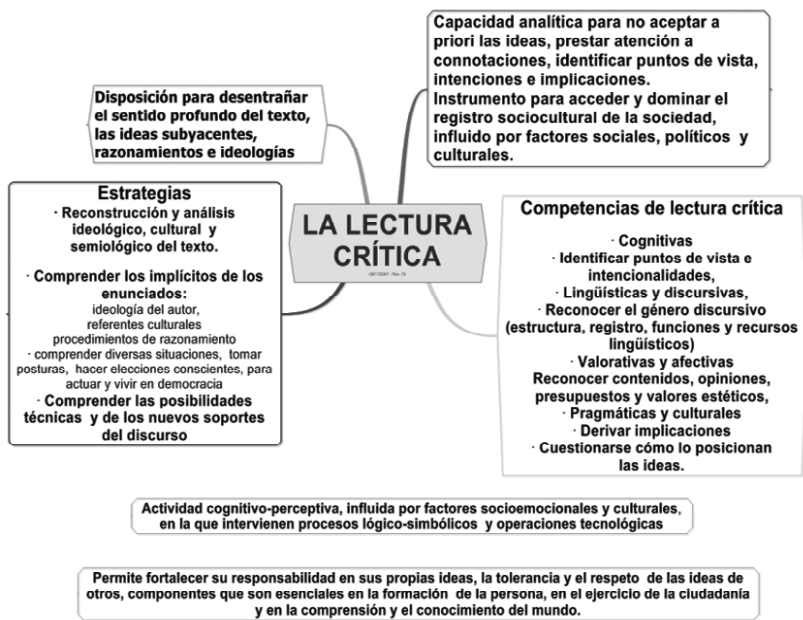 Capacidad analítica para no aceptar a
priori las ideas, prestar atención a
connotaciones, identificar puntos de vista,
intenciones e implicaciones.
Instrumento para acceder y dominar el
registro sociocultural de la sociedad,
influido por factores sociales, políticos y
culturales.
Disposición para desentrañar
el sentido profundo del texto,
las ideas subyacentes,
razonamientos e ideologías
LA LECTURA
CRÍTICA
Estrategias
· Reconstrucción y análisis
ideológico, cultural y
semiológico del texto.
· Comprender los implícitos de los
enunciados:
ideología del autor,
referentes culturales
procedimientos de razonamiento
· comprender diversas situaciones, tomar
posturas, hacer elecciones conscientes, para
actuar y vivir en democracia
· Comprender las posibilidades
técnicas y de los nuevos soportes
del discurso
Competencias de lectura crítica
· Cognitivas
· Identificar puntos de vista e
intencionalidades,
· Lingüísticas y discursivas,
· Reconocer el género discursivo
(estructura, registro, funciones y recursos
lingüísticos)
· Valorativas y afectivas
Reconocer contenidos, opiniones,
presupuestos y valores estéticos,
· Pragmáticas y culturales
· Derivar implicaciones
· Cuestionarse cómo lo posicionan
las ideas.
Actividad cognitivo-perceptiva, influida por factores socioemocionales y culturales,
en la que intervienen procesos lógico-simbólicos y operaciones tecnológicas
Permite fortalecer su responsabilidad en sus propias ideas, la tolerancia y el respeto de las ideas de
otros, componentes que son esenciales en la formación de la persona, en el ejercicio de la ciudadanía
y en la comprensión y el conocimiento del mundo.